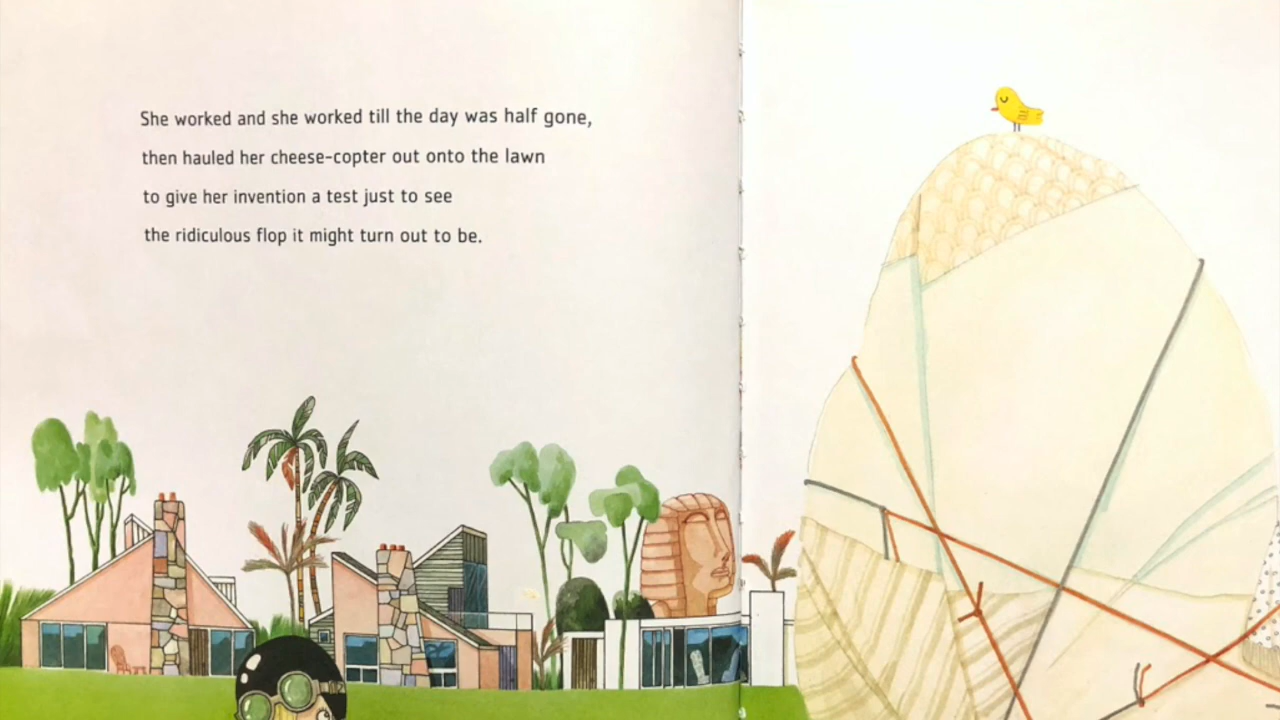 She worked and she worked till the day was half gone,
then hauled her cheese-copter out onto the lawn
to give her invention a test just to see
the ridiculous flop it might turn out to be.